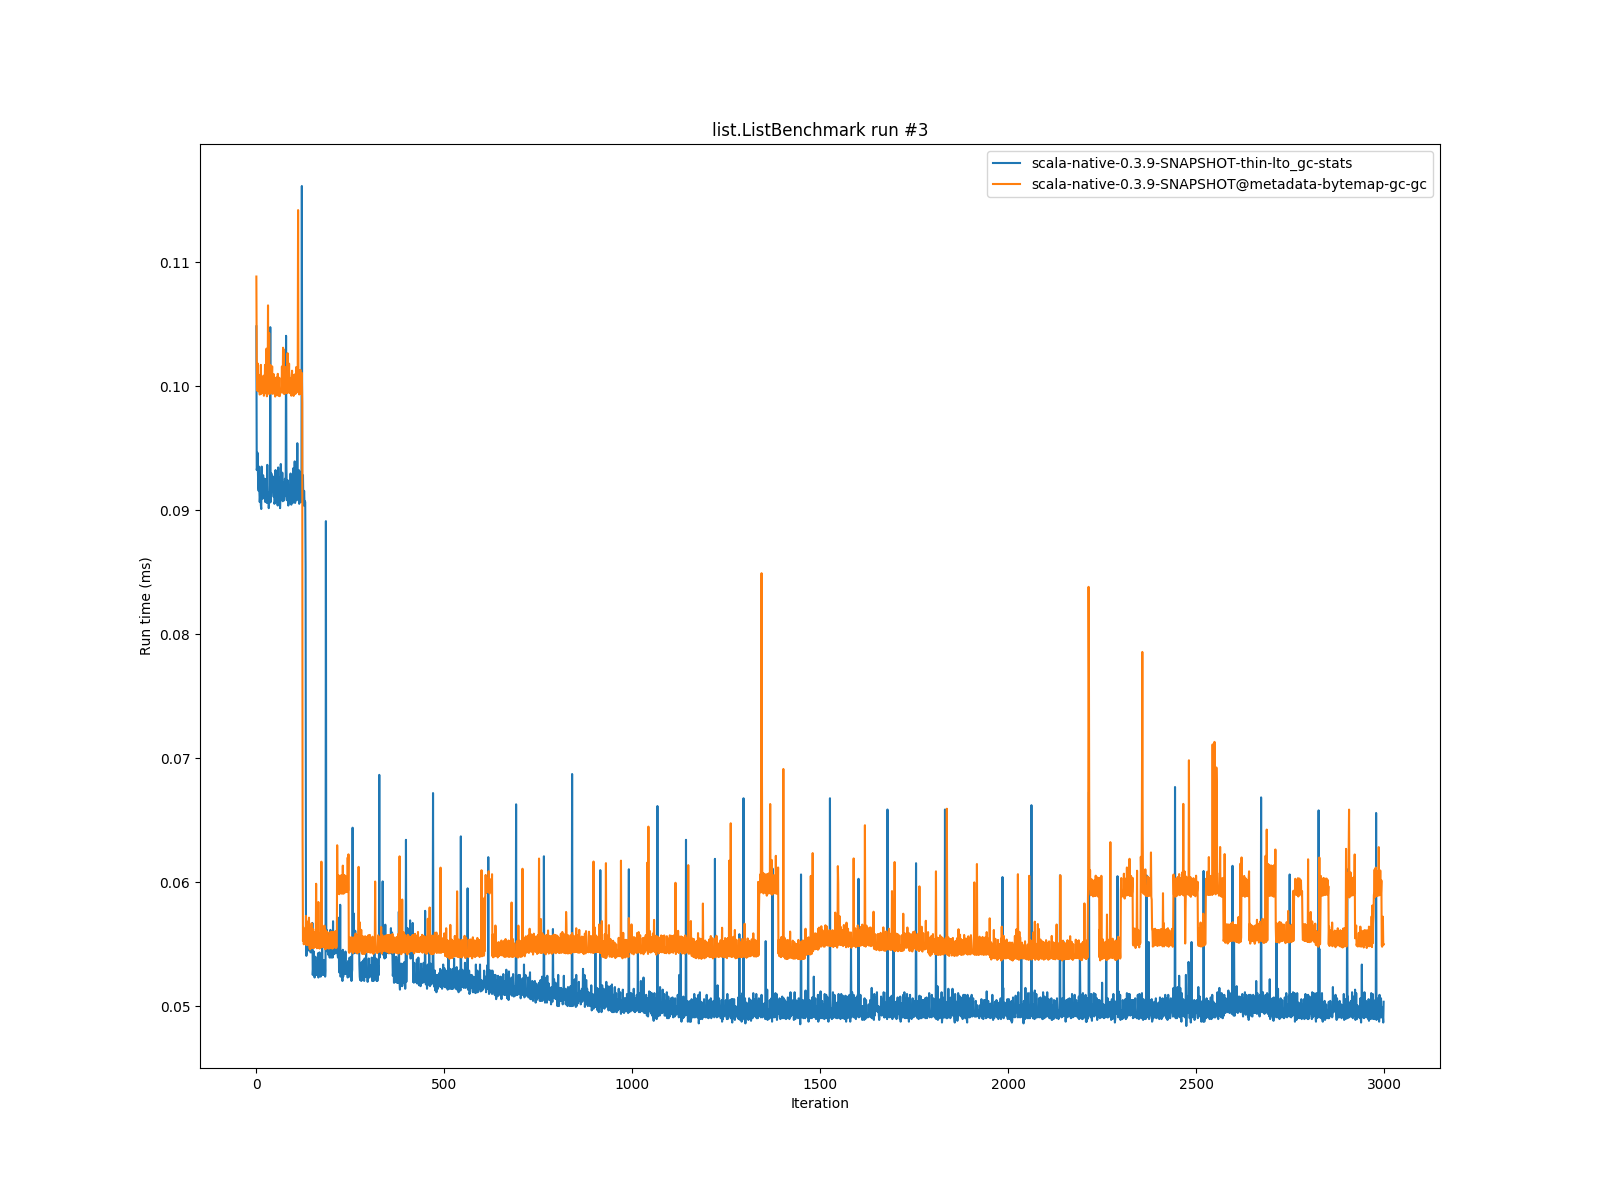 list.ListBenchmark run #3
scala-native-0.3.9-SNAPSHOT-thin-lto_gc-stats
scala-native-0.3.9-SNAPSHOT@metadata-bytemap-gc-gc
0.11
0.10
0.09
0.08
0.07
0.06
0.05
Run time (ms)
0 500 1000 1500 2000 2500 3000
Iteration